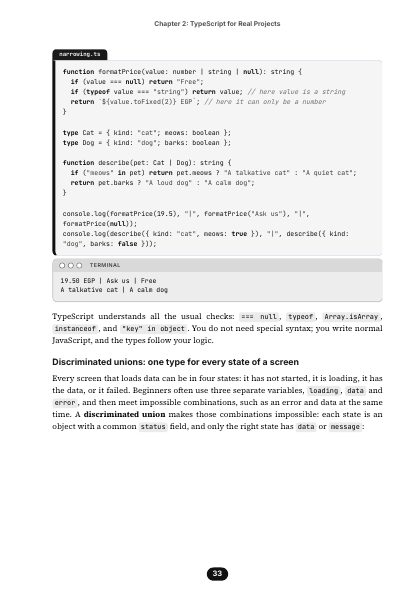 Chapter 2: TypeScript for Real Projects
narrowing.ts
function formatPrice(value: number | string | null): string {
  if (value === null) return "Free";
  if (typeof value === "string") return value; // here value is a string
  return `${value.toFixed(2)} EGP`; // here it can only be a number
}
type Cat = { kind: "cat"; meows: boolean };
type Dog = { kind: "dog"; barks: boolean };
function describe(pet: Cat | Dog): string {
  if ("meows" in pet) return pet.meows ? "A talkative cat" : "A quiet cat";
  return pet.barks ? "A loud dog" : "A calm dog";
}
console.log(formatPrice(19.5), "|", formatPrice("Ask us"), "|",
formatPrice(null));
console.log(describe({ kind: "cat", meows: true }), "|", describe({ kind:
"dog", barks: false }));
TERMINAL
19.50 EGP | Ask us | Free
A talkative cat | A calm dog
TypeScript understands all the usual checks: === null, typeof, Array.isArray,
instanceof, and "key" in object. You do not need special syntax; you write normal
JavaScript, and the types follow your logic.
Discriminated unions: one type for every state of a screen
Every screen that loads data can be in four states: it has not started, it is loading, it has
the data, or it failed. Beginners often use three separate variables, loading, data and
error, and then meet impossible combinations, such as an error and data at the same
time. A discriminated union makes those combinations impossible: each state is an
object with a common status field, and only the right state has data or message:
33